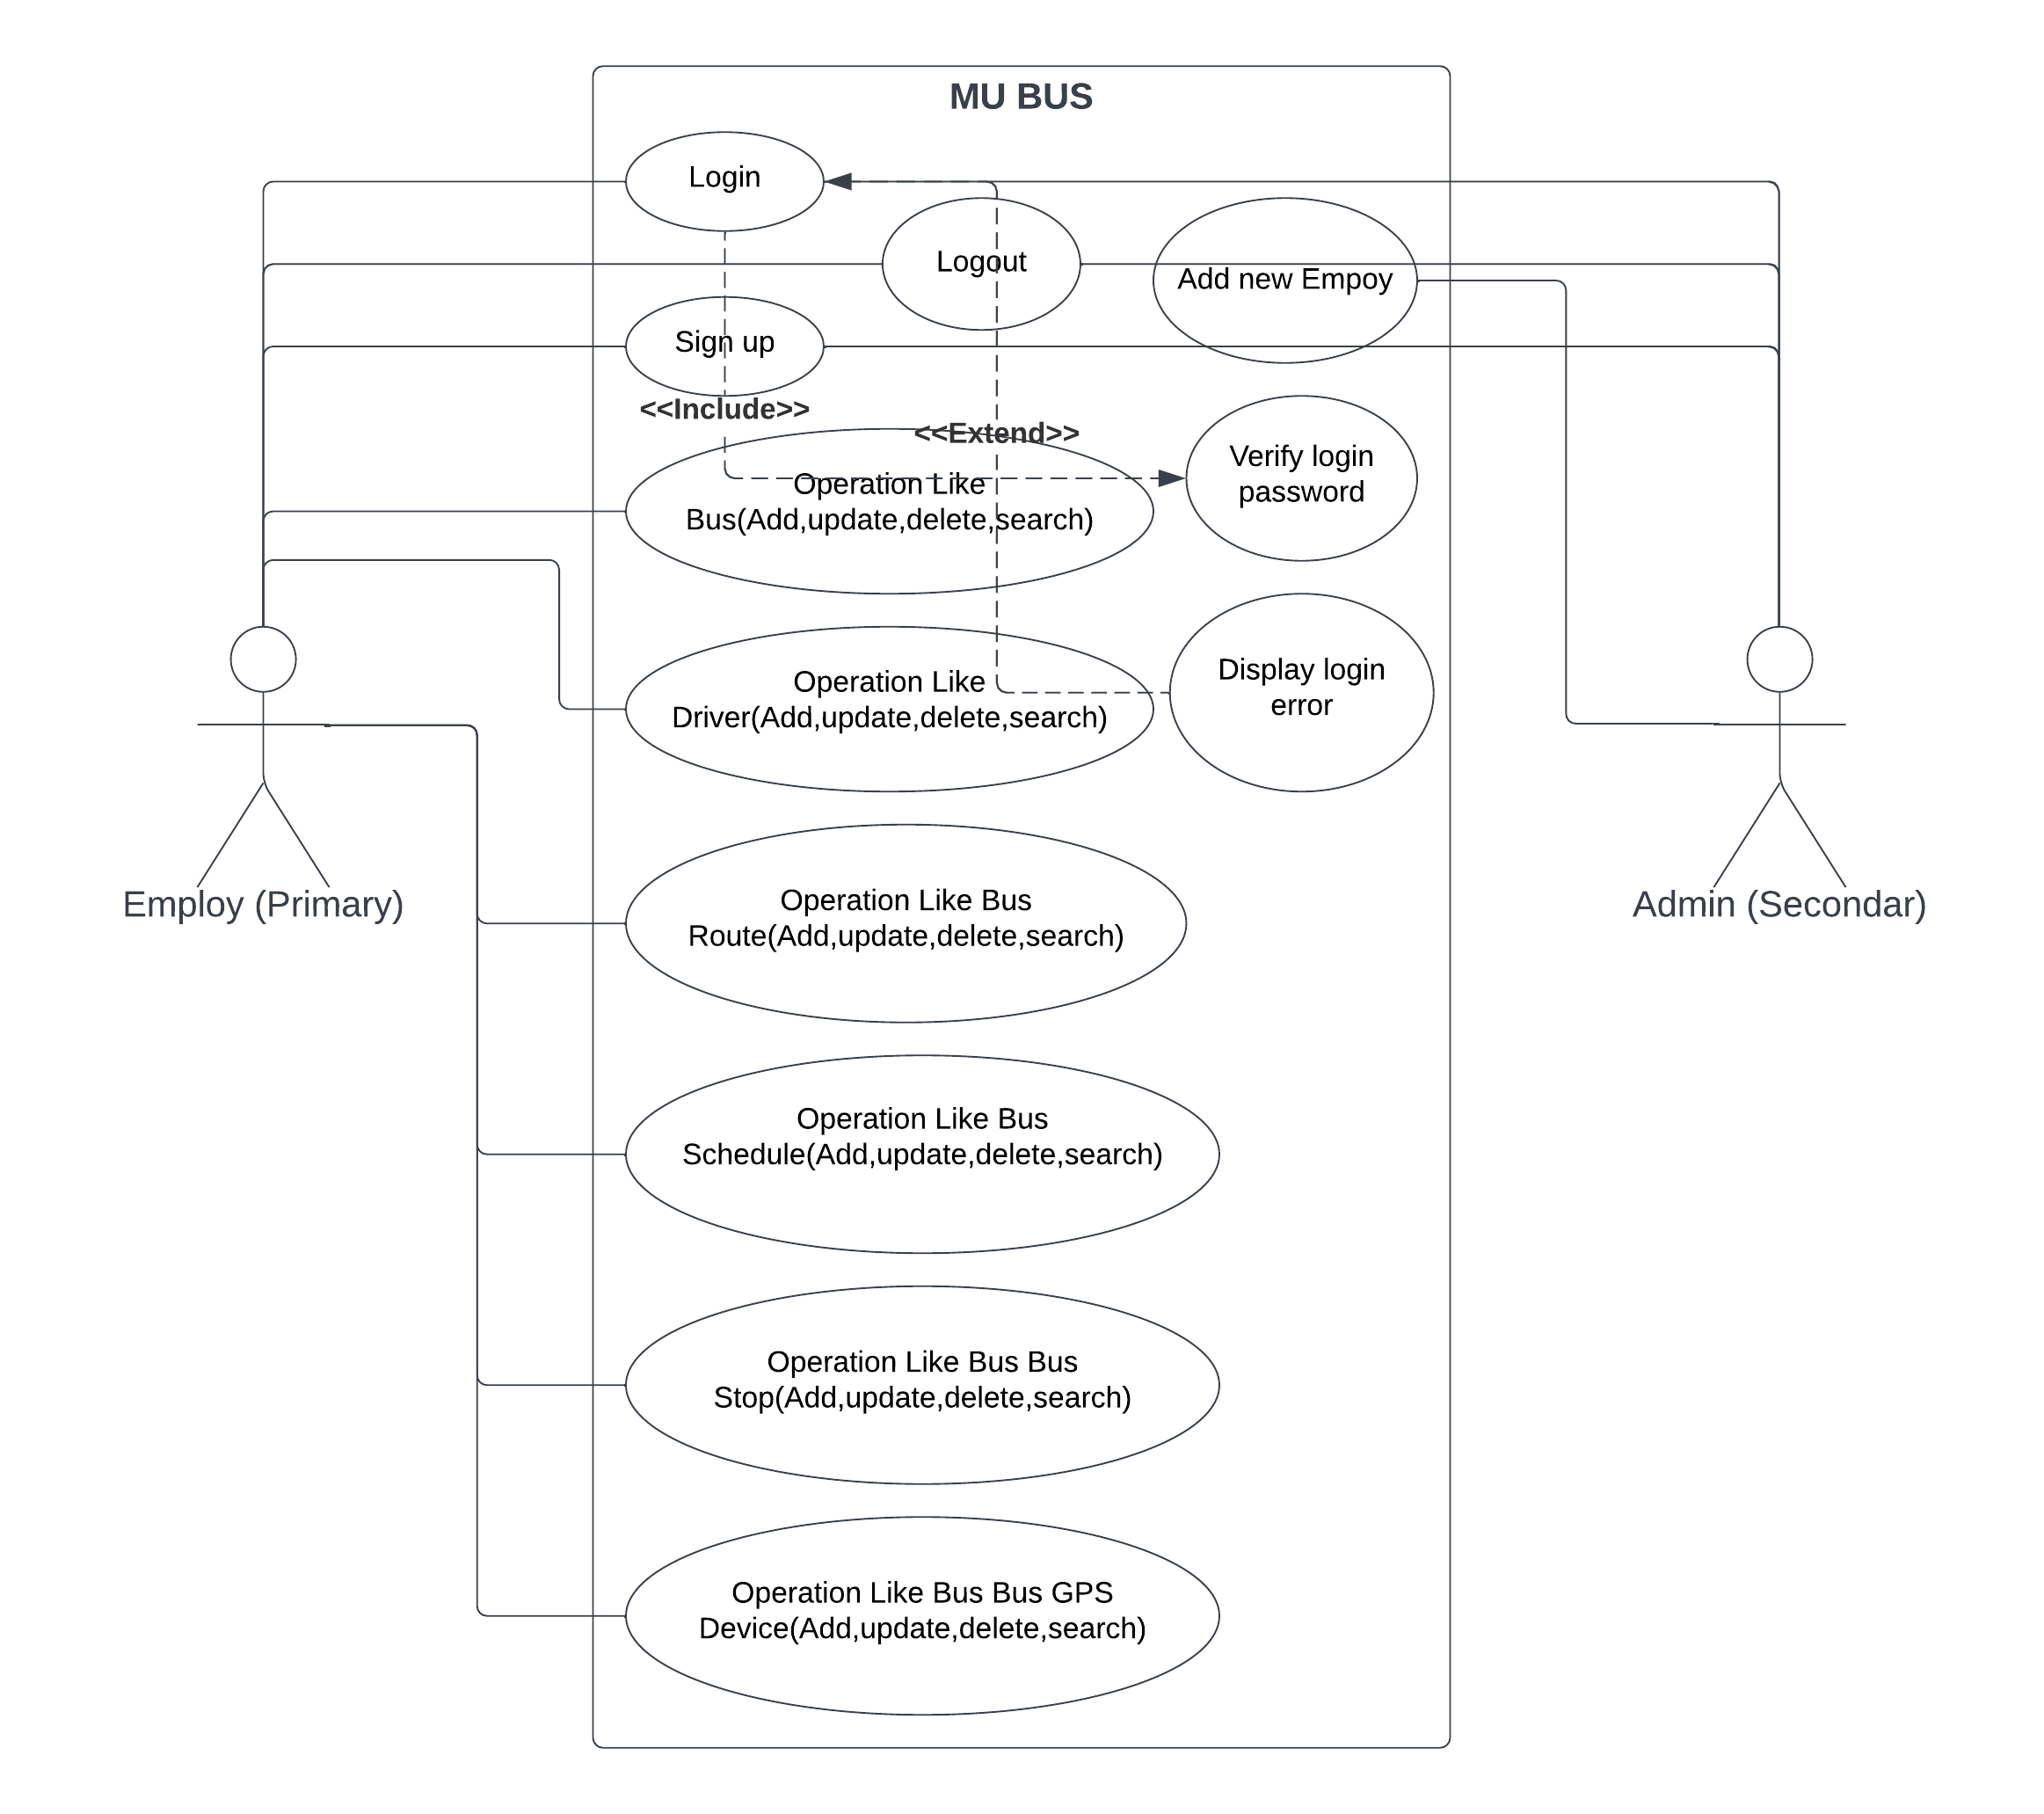 MU BUS
Login
Logout
Add new Empoy
Sign up
<<Include>>
<<Extend>>
Verify login
password
Operation Like
Bus(Add,update,delete,search)
Display login
error
Operation Like
Driver(Add,update,delete,search)
Employ (Primary)
Admin (Secondar)
Operation Like Bus
Route(Add,update,delete,search)
Operation Like Bus
Schedule(Add,update,delete,search)
Operation Like Bus Bus
Stop(Add,update,delete,search)
Operation Like Bus Bus GPS
Device(Add,update,delete,search)